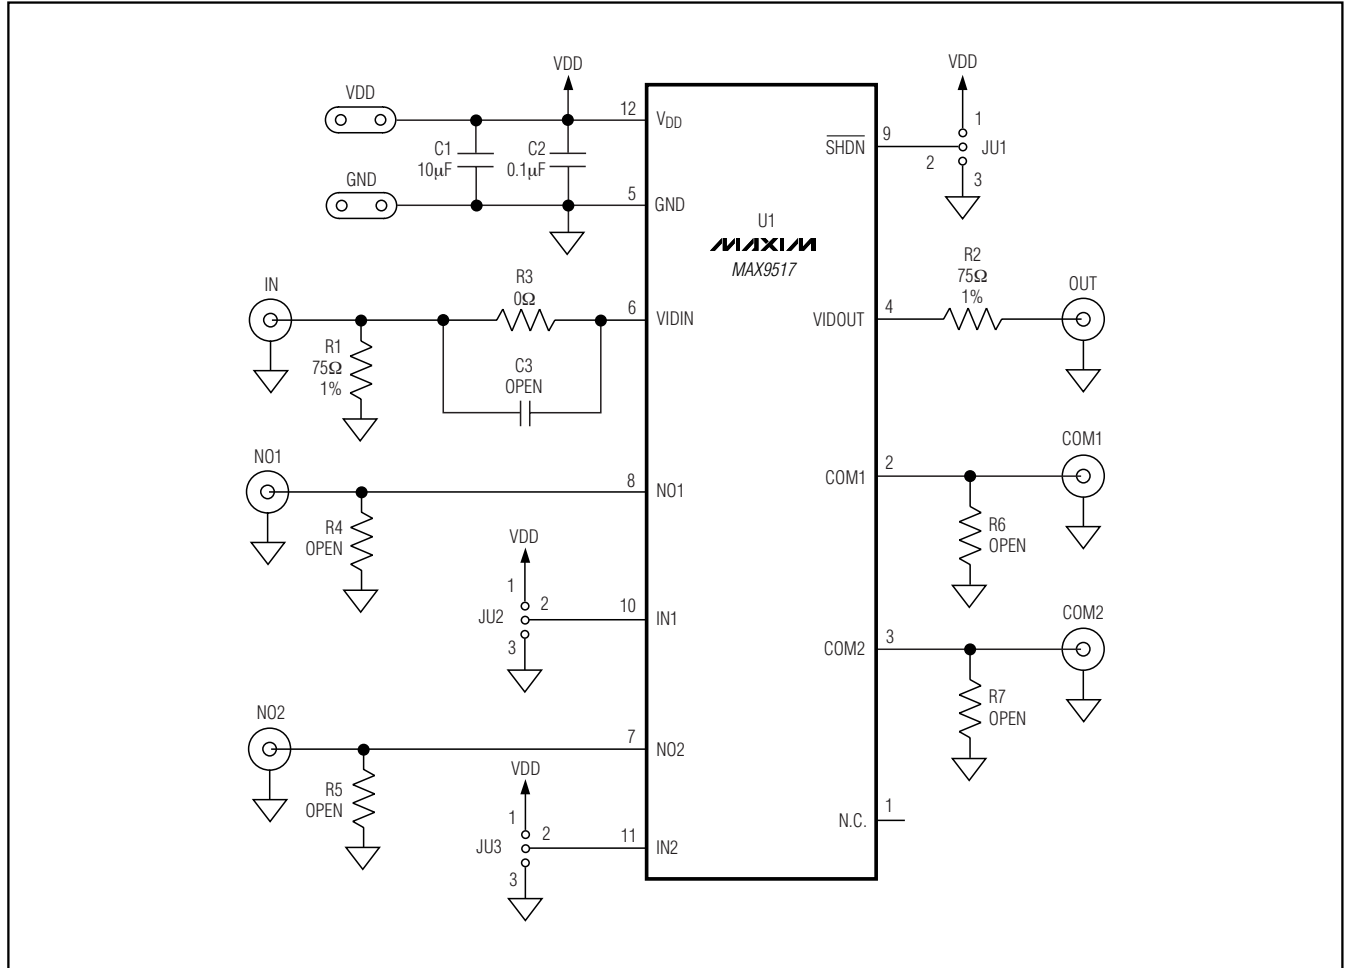 VDD
GND
VDD
C1
10µF
C2
0.1µF
12
5
IN
R1
75Ω
1%
R3
0Ω
C3
OPEN
6
NO1
R4
OPEN
8
VDD
1
JU2
2
3
10
NO2
R5
OPEN
7
VDD
1
JU3
2
3
11
VDD
GND
VIDIN
NO1
IN1
NO2
IN2
U1
MAXIM
MAX9517
SHDN
VIDOUT
COM1
COM2
N.C.
9
VDD
1
2
JU1
3
4
R2
75Ω
1%
OUT
2
COM1
R6
OPEN
3
COM2
R7
OPEN
1